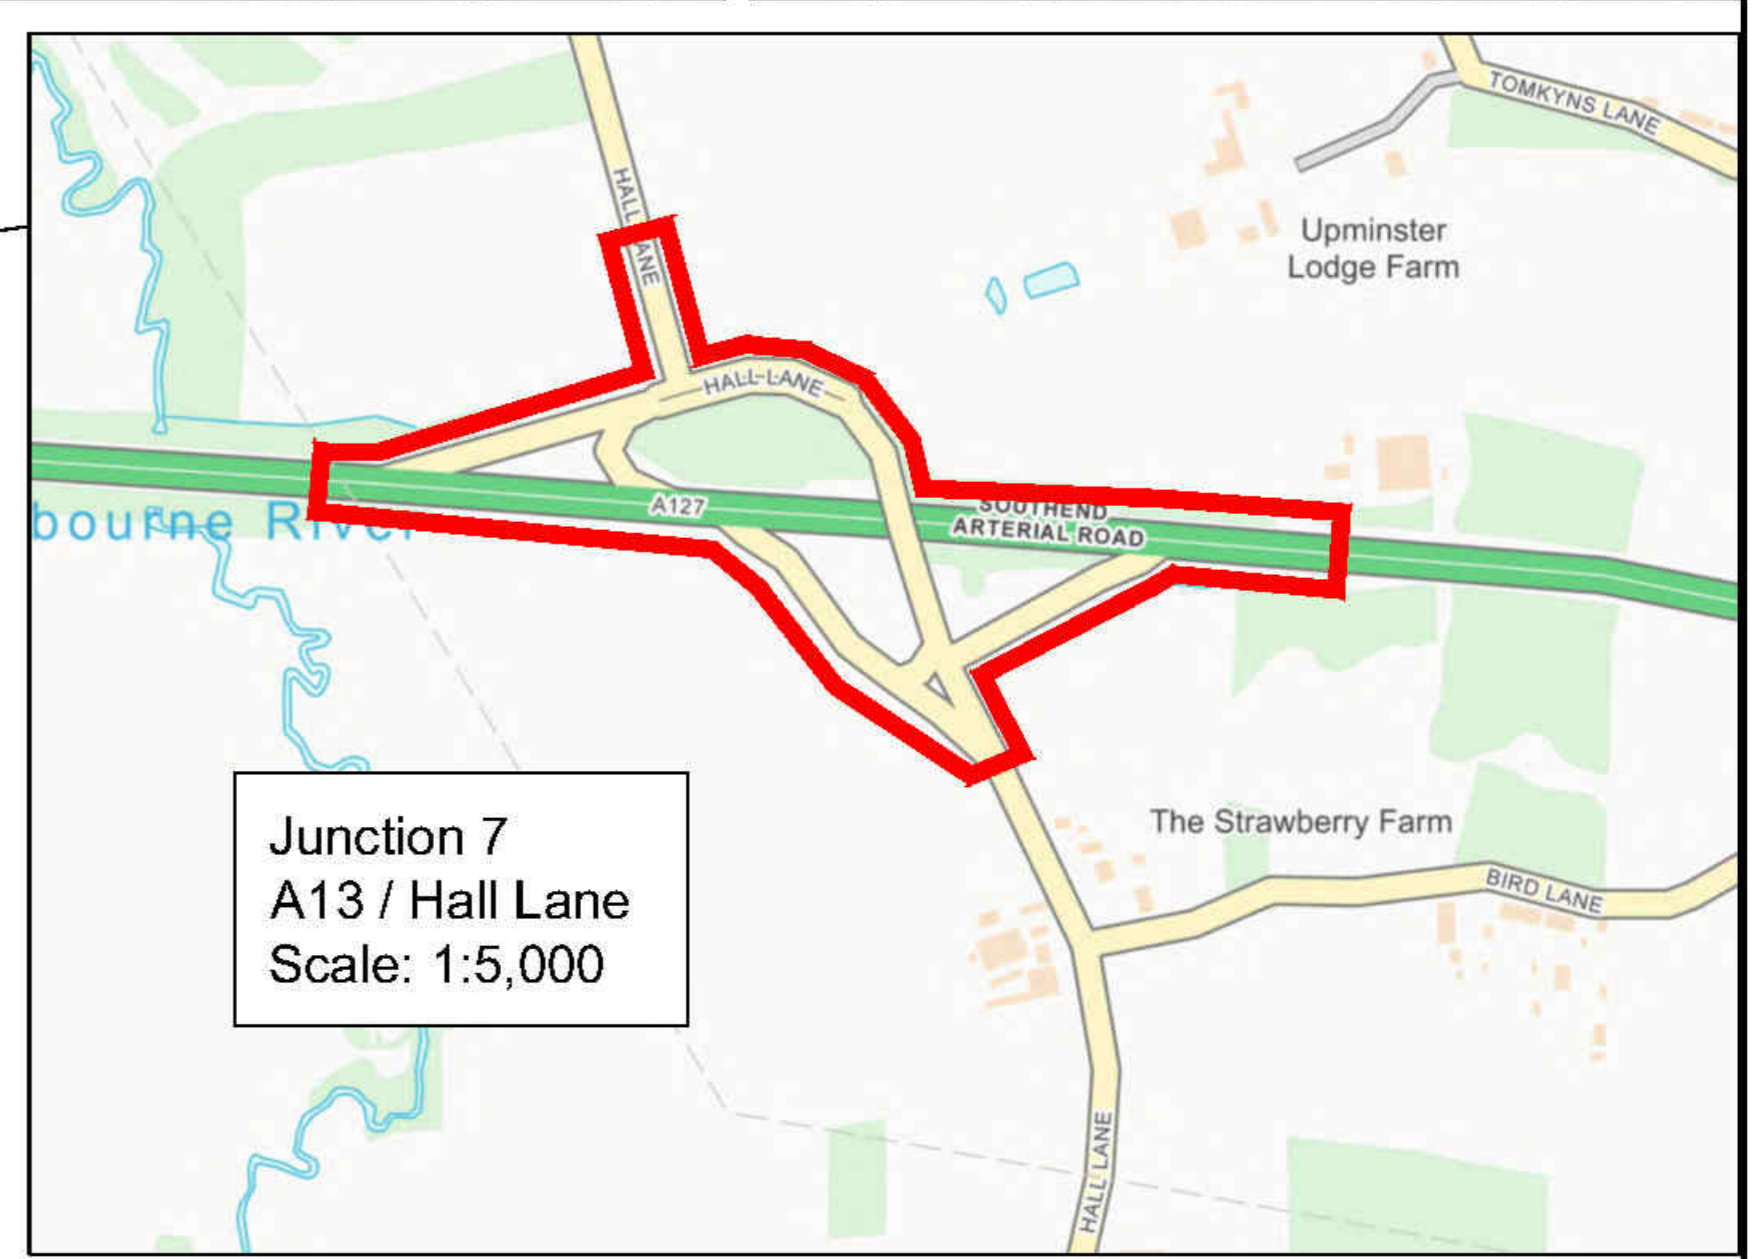 TOMKYNS LANE
HALL LANE
Upminster
Lodge Farm
HALL LANE
A127
SOUTHEND
ARTERIAL ROAD
bourne River
Junction 7
A13 / Hall Lane
Scale: 1:5,000
The Strawberry Farm
BIRD LANE
HALL LANE